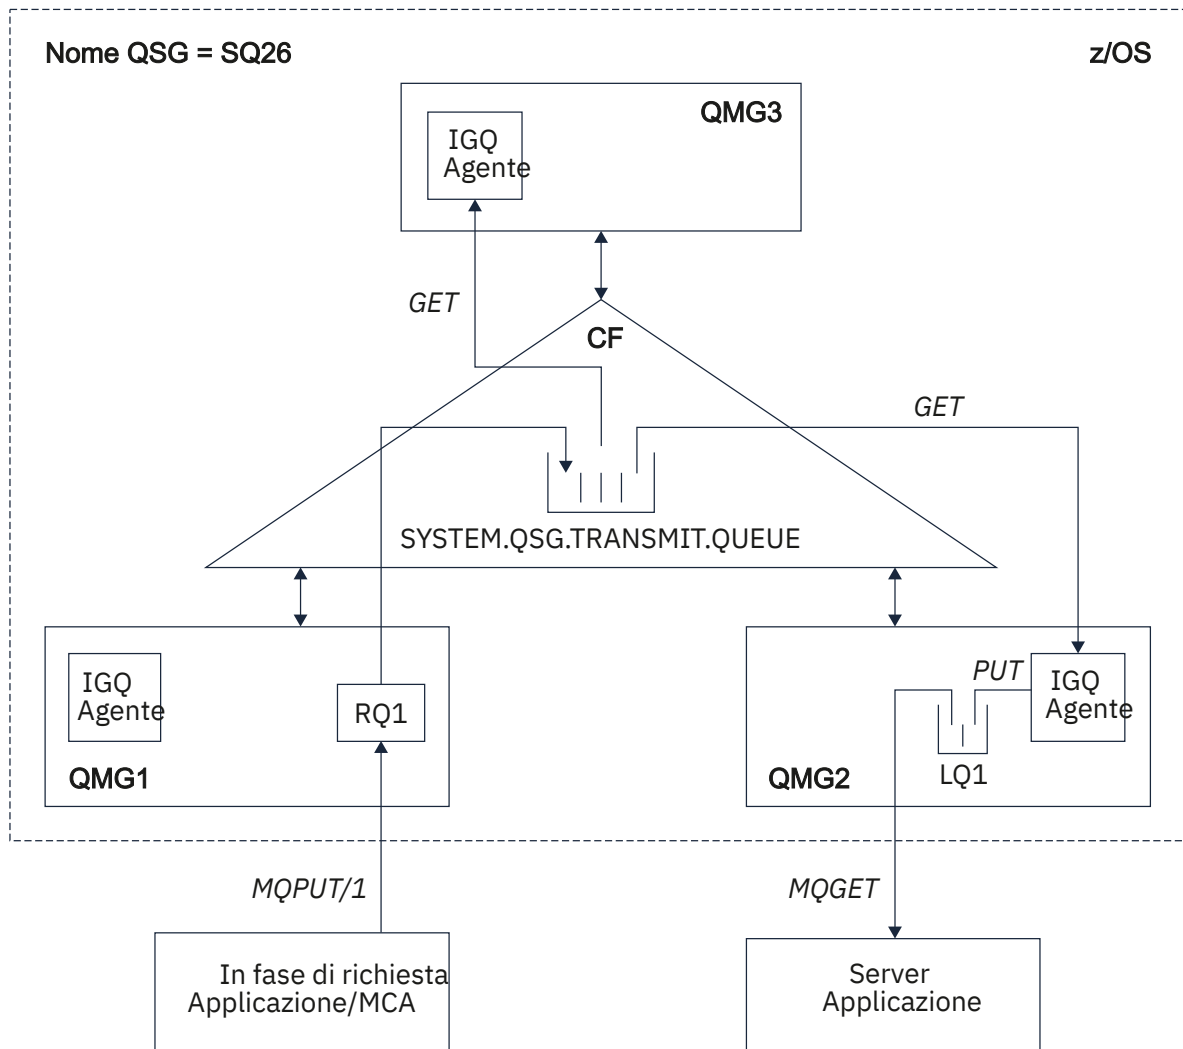 Nome QSG = SQ26
z/OS
QMG3
IGQ
Agente
GET
CF
GET
SYSTEM.QSG.TRANSMIT.QUEUE
IGQ
Agente
RQ1
QMG1
PUT
IGQ
Agente
LQ1
QMG2
MQPUT/1
MQGET
In fase di richiesta
Applicazione/MCA
Server
Applicazione